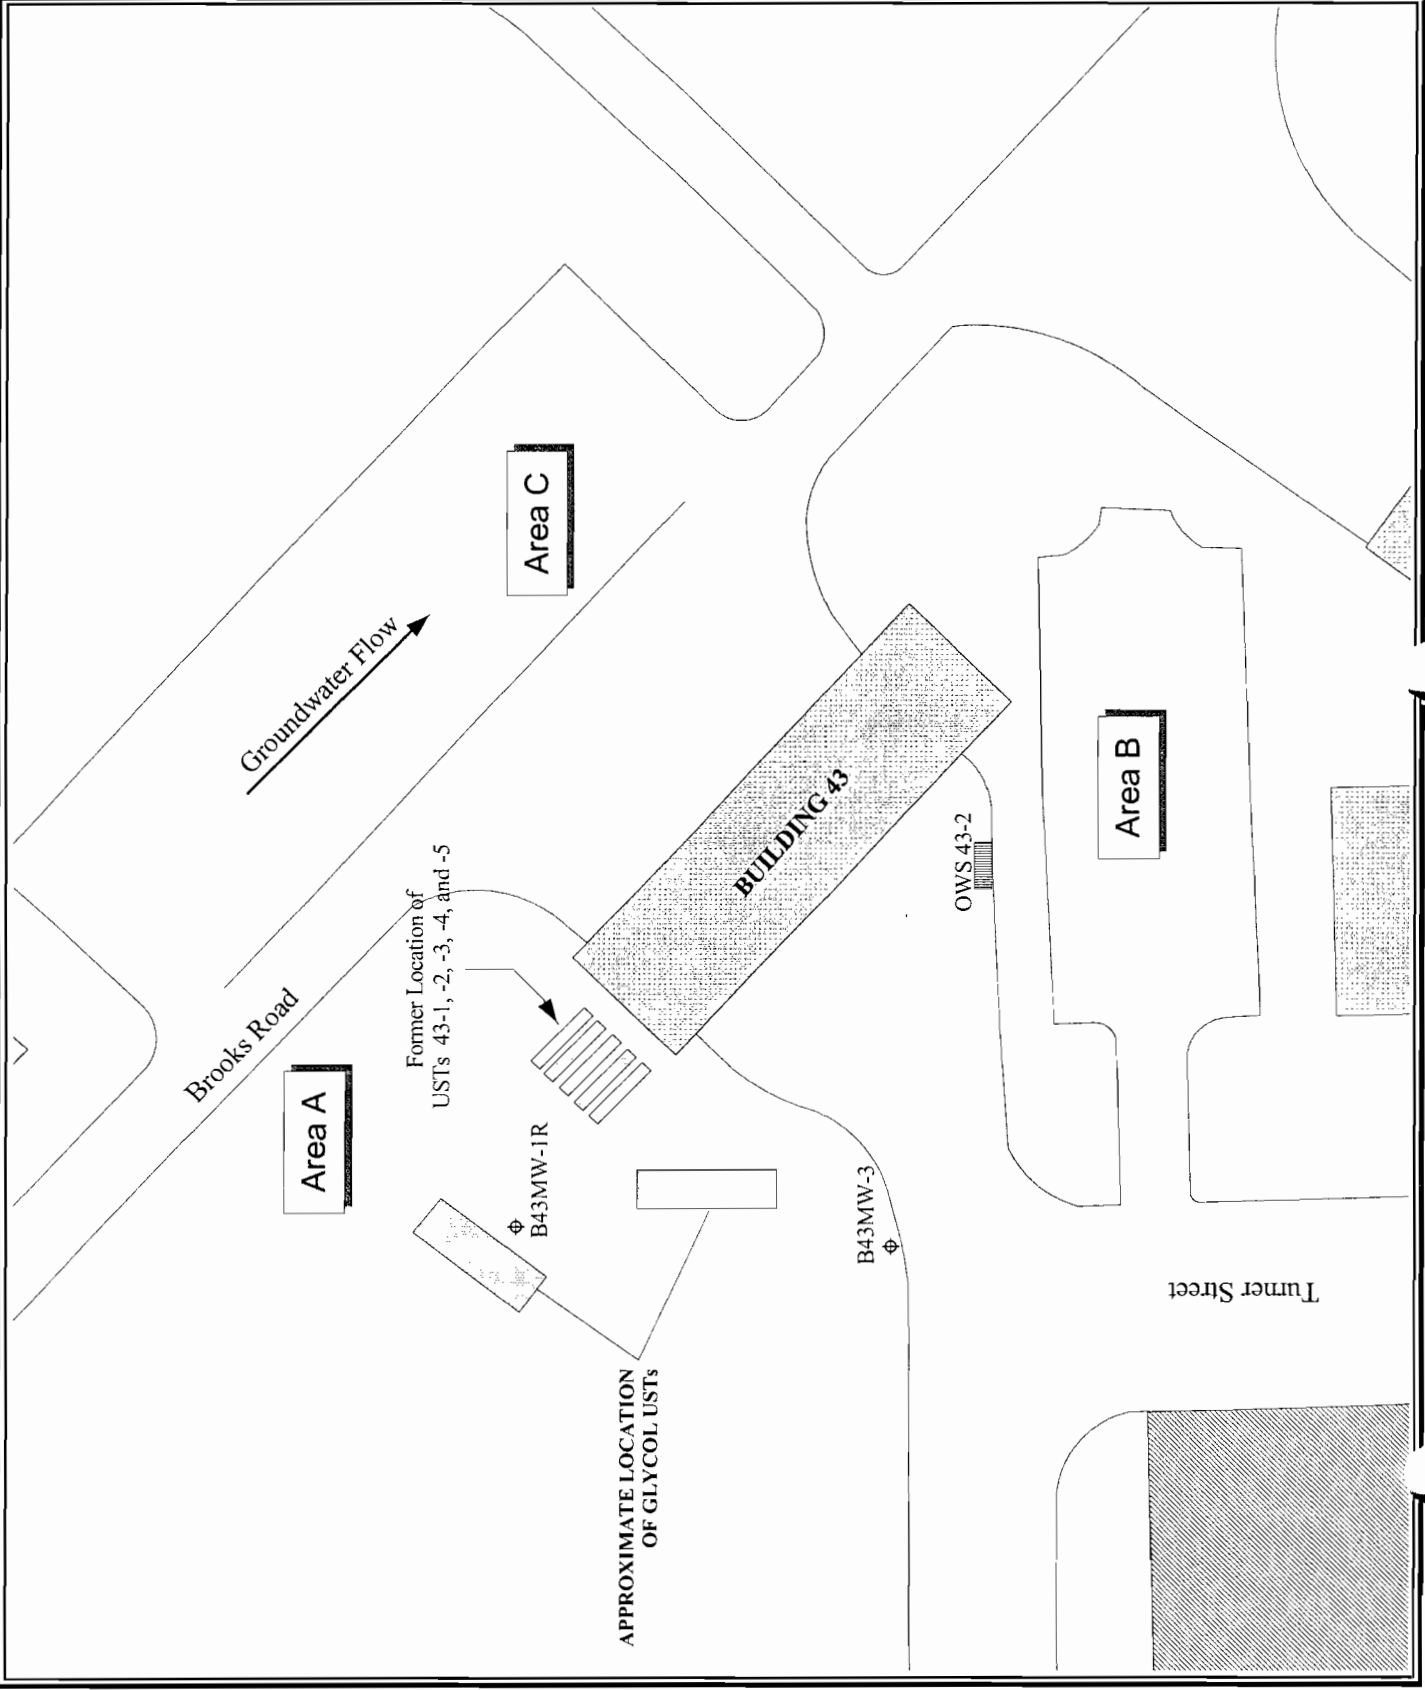 Groundwater Flow
Area C
Former Location of
USTs 43-1, -2, -3, -4, and -5
Brooks Road
Area A
BUILDING 43
OWS 43-2
Area B
B43MW-1R
B43MW-3
Turner Street
APPROXIMATE LOCATION
OF GLYCOL USTs